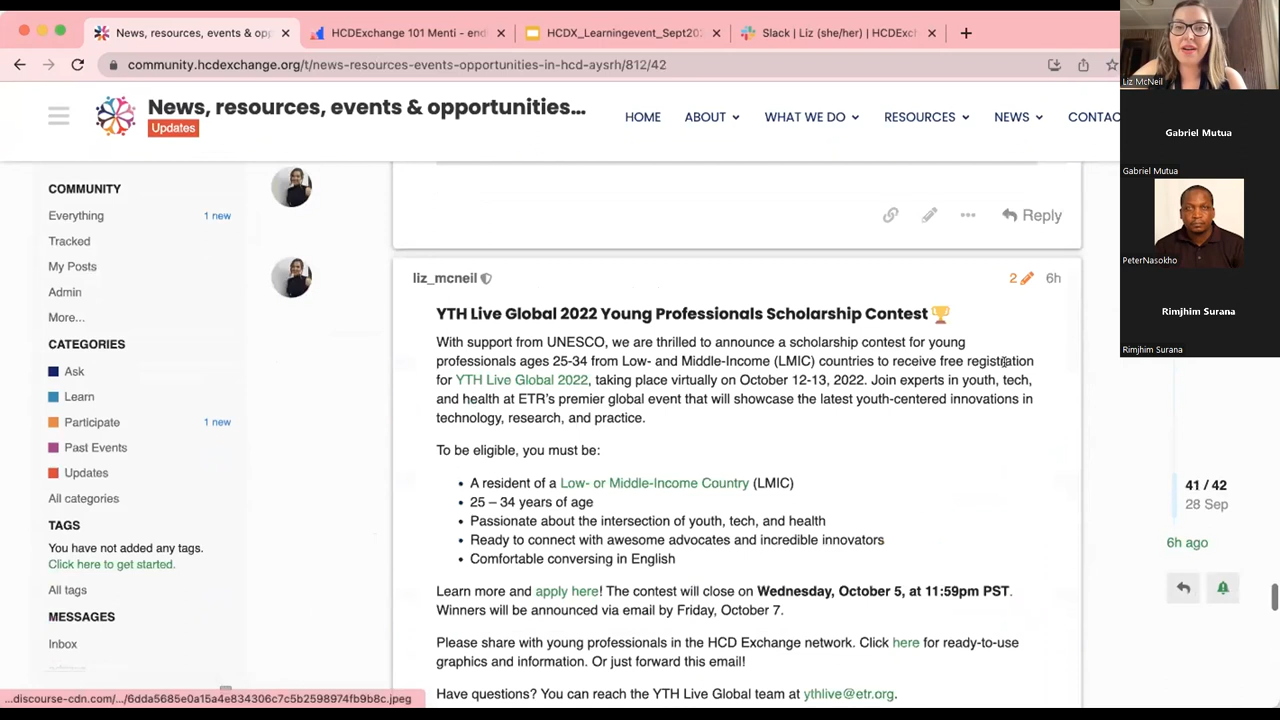 News, resources, events & opp
HCDExchange 101 Menti - end
HCDX_Learningevent_Sept202
Slack | Liz (she/her) | HCDExch
community.hcdexchange.org/t/news-resources-events-opportunities-in-hcd-aysrh/812/42
Liz McNeil
News, resources, events & opportunities...
Updates
HOME
ABOUT
WHAT WE DO
RESOURCES
NEWS
CONTAC
Gabriel Mutua
Gabriel Mutua
PeterNasokho
Rimjhim Surana
Rimjhim Surana
COMMUNITY
Everything 1 new
Tracked
My Posts
Admin
More...
CATEGORIES
Ask
Learn
Participate 1 new
Past Events
Updates
All categories
TAGS
You have not added any tags.
Click here to get started.
All tags
MESSAGES
Inbox
Reply
liz_mcneil 2 6h
YTH Live Global 2022 Young Professionals Scholarship Contest
With support from UNESCO, we are thrilled to announce a scholarship contest for young
professionals ages 25-34 from Low- and Middle-Income (LMIC) countries to receive free registration
for YTH Live Global 2022, taking place virtually on October 12-13, 2022. Join experts in youth, tech,
and health at ETR's premier global event that will showcase the latest youth-centered innovations in
technology, research, and practice.
To be eligible, you must be:
• A resident of a Low- or Middle-Income Country (LMIC)
• 25 – 34 years of age
• Passionate about the intersection of youth, tech, and health
• Ready to connect with awesome advocates and incredible innovators
• Comfortable conversing in English
Learn more and apply here! The contest will close on Wednesday, October 5, at 11:59pm PST.
Winners will be announced via email by Friday, October 7.
Please share with young professionals in the HCD Exchange network. Click here for ready-to-use
graphics and information. Or just forward this email!
Have questions? You can reach the YTH Live Global team at ythlive@etr.org.
41 / 42
28 Sep
6h ago
...discourse-cdn.com/.../6dda5685e0a15a4e834306c7c5b2598974fb9b8c.jpeg